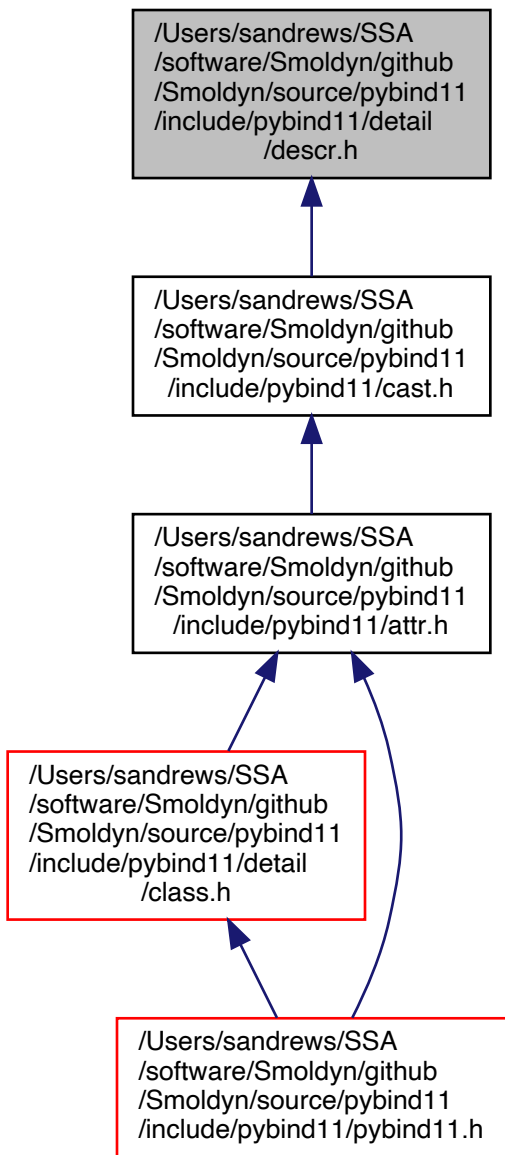 /Users/sandrews/SSA
/software/Smoldyn/github
/Smoldyn/source/pybind11
/include/pybind11/detail
/descr.h
/Users/sandrews/SSA
/software/Smoldyn/github
/Smoldyn/source/pybind11
/include/pybind11/cast.h
/Users/sandrews/SSA
/software/Smoldyn/github
/Smoldyn/source/pybind11
/include/pybind11/attr.h
/Users/sandrews/SSA
/software/Smoldyn/github
/Smoldyn/source/pybind11
/include/pybind11/detail
/class.h
/Users/sandrews/SSA
/software/Smoldyn/github
/Smoldyn/source/pybind11
/include/pybind11/pybind11.h